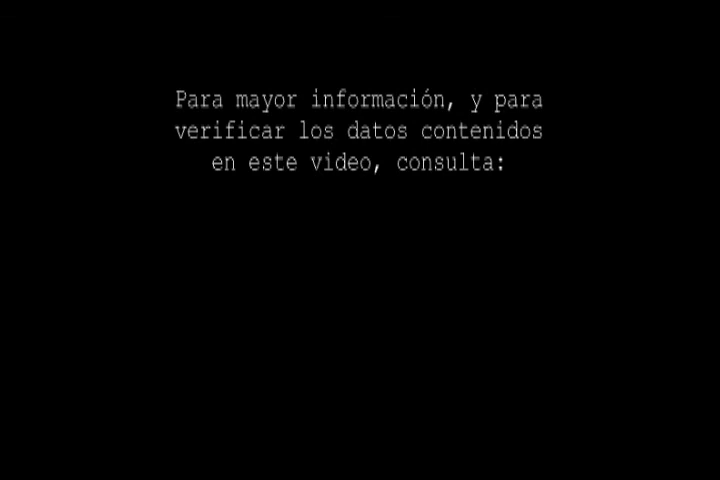 Para mayor información, y para
verificar los datos contenidos
en este video, consulta: